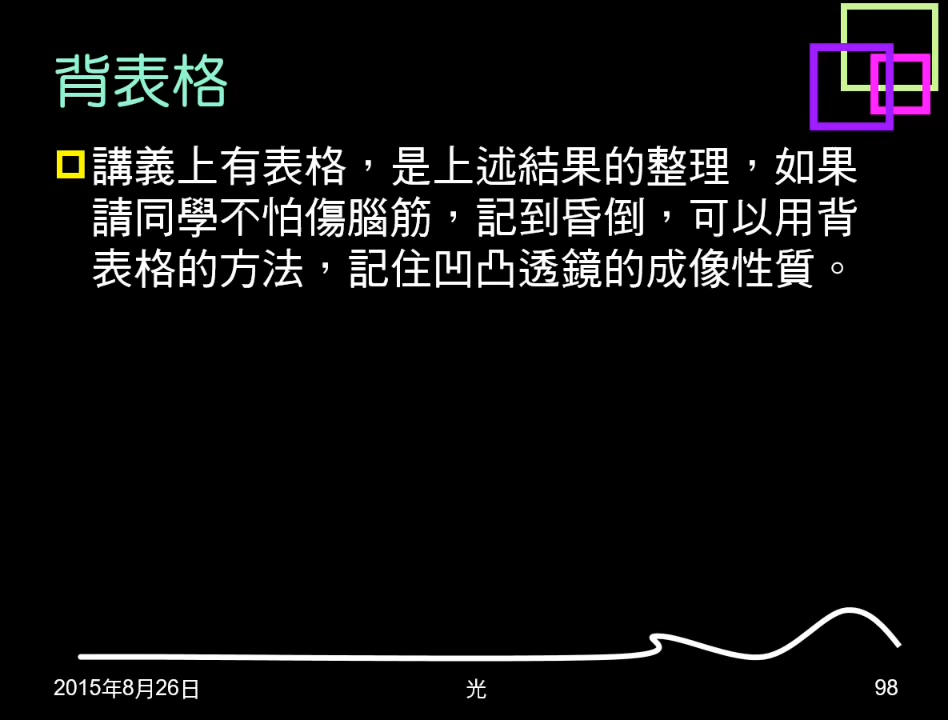 背表格
講義上有表格，是上述結果的整理，如果
請同學不怕傷腦筋，記到昏倒，可以用背
表格的方法，記住凹凸透鏡的成像性質。
2015年8月26日
光
98